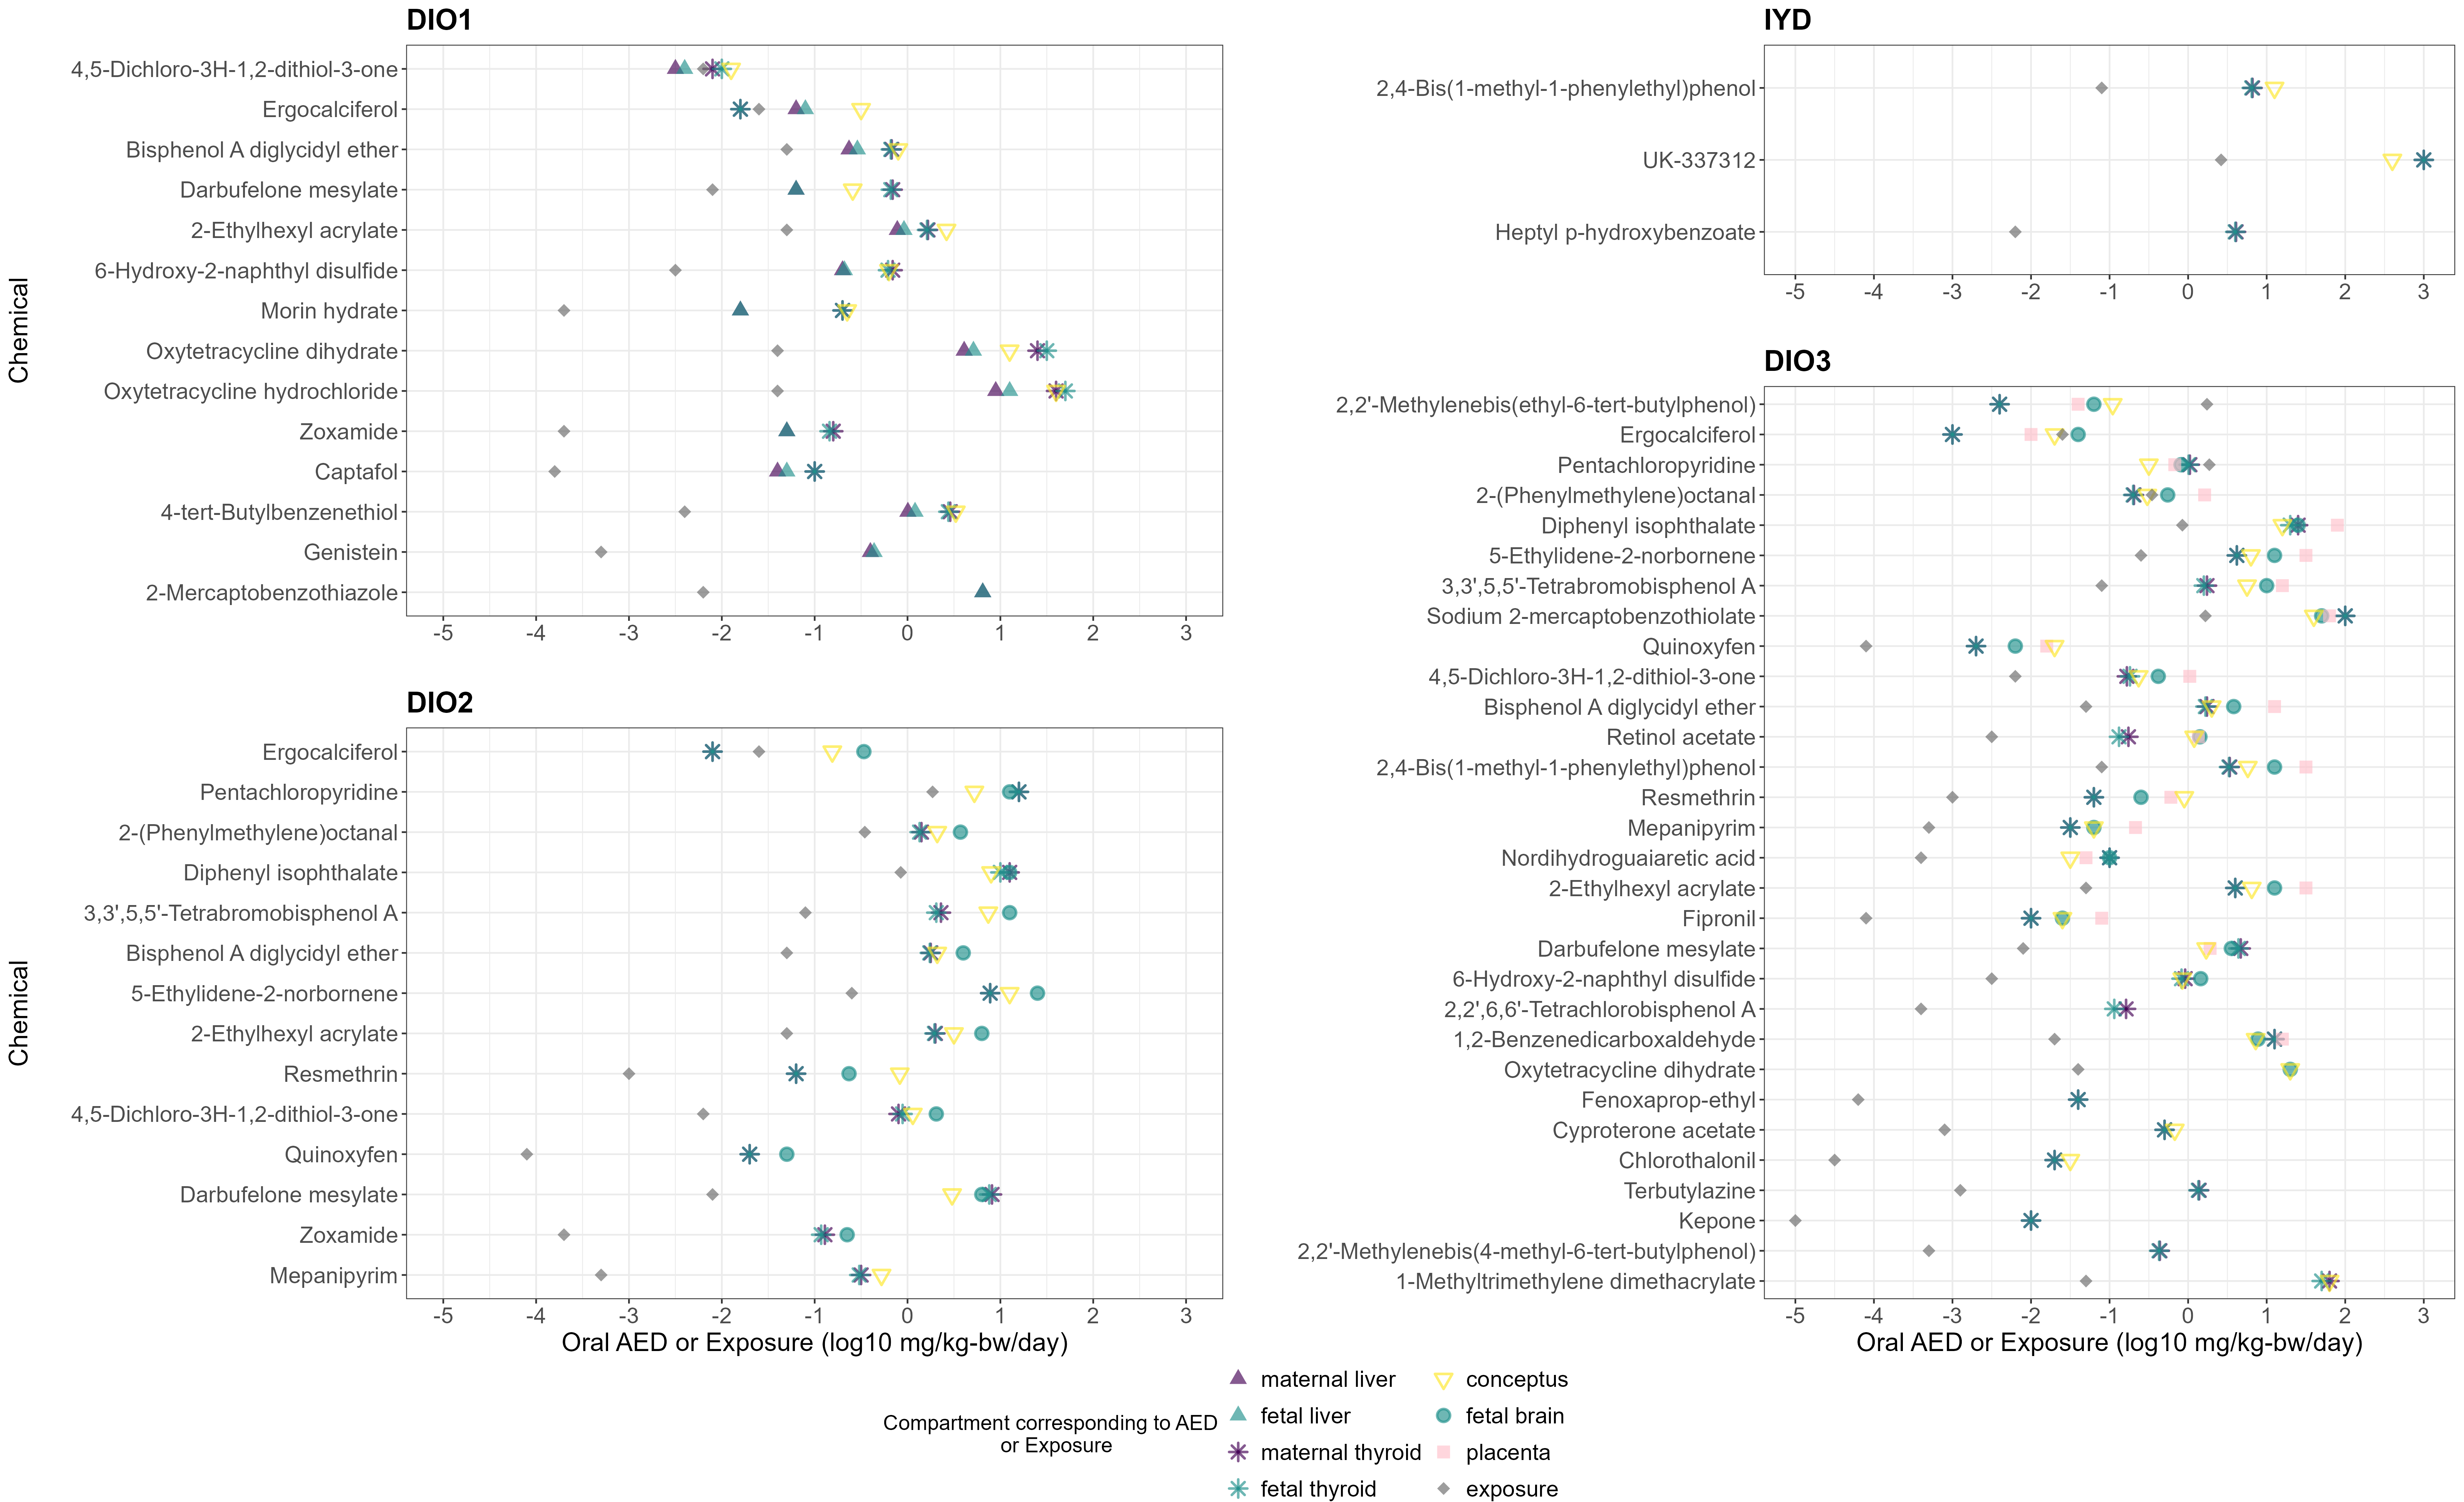 DIO1
Chemical
4,5-Dichloro-3H-1,2-dithiol-3-one
Ergocalciferol
Bisphenol A diglycidyl ether
Darbufelone mesylate
2-Ethylhexyl acrylate
6-Hydroxy-2-naphthyl disulfide
Morin hydrate
Oxytetracycline dihydrate
Oxytetracycline hydrochloride
Zoxamide
Captafol
4-tert-Butylbenzenethiol
Genistein
2-Mercaptobenzothiazole
-5 -4 -3 -2 -1 0 1 2 3
DIO2
Chemical
Ergocalciferol
Pentachloropyridine
2-(Phenylmethylene)octanal
Diphenyl isophthalate
3,3',5,5'-Tetrabromobisphenol A
Bisphenol A diglycidyl ether
5-Ethylidene-2-norbornene
2-Ethylhexyl acrylate
Resmethrin
4,5-Dichloro-3H-1,2-dithiol-3-one
Quinoxyfen
Darbufelone mesylate
Zoxamide
Mepanipyrim
-5 -4 -3 -2 -1 0 1 2 3
Oral AED or Exposure (log10 mg/kg-bw/day)
IYD
2,4-Bis(1-methyl-1-phenylethyl)phenol
UK-337312
Heptyl p-hydroxybenzoate
-5 -4 -3 -2 -1 0 1 2 3
DIO3
2,2'-Methylenebis(ethyl-6-tert-butylphenol)
Ergocalciferol
Pentachloropyridine
2-(Phenylmethylene)octanal
Diphenyl isophthalate
5-Ethylidene-2-norbornene
3,3',5,5'-Tetrabromobisphenol A
Sodium 2-mercaptobenzothiolate
Quinoxyfen
4,5-Dichloro-3H-1,2-dithiol-3-one
Bisphenol A diglycidyl ether
Retinol acetate
2,4-Bis(1-methyl-1-phenylethyl)phenol
Resmethrin
Mepanipyrim
Nordihydroguaiaretic acid
2-Ethylhexyl acrylate
Fipronil
Darbufelone mesylate
6-Hydroxy-2-naphthyl disulfide
2,2',6,6'-Tetrachlorobisphenol A
1,2-Benzenedicarboxaldehyde
Oxytetracycline dihydrate
Fenoxaprop-ethyl
Cyproterone acetate
Chlorothalonil
Terbutylazine
Kepone
2,2'-Methylenebis(4-methyl-6-tert-butylphenol)
1-Methyltrimethylene dimethacrylate
-5 -4 -3 -2 -1 0 1 2 3
Oral AED or Exposure (log10 mg/kg-bw/day)
Compartment corresponding to AED
or Exposure
maternal liver
fetal liver
maternal thyroid
fetal thyroid
conceptus
fetal brain
placenta
exposure